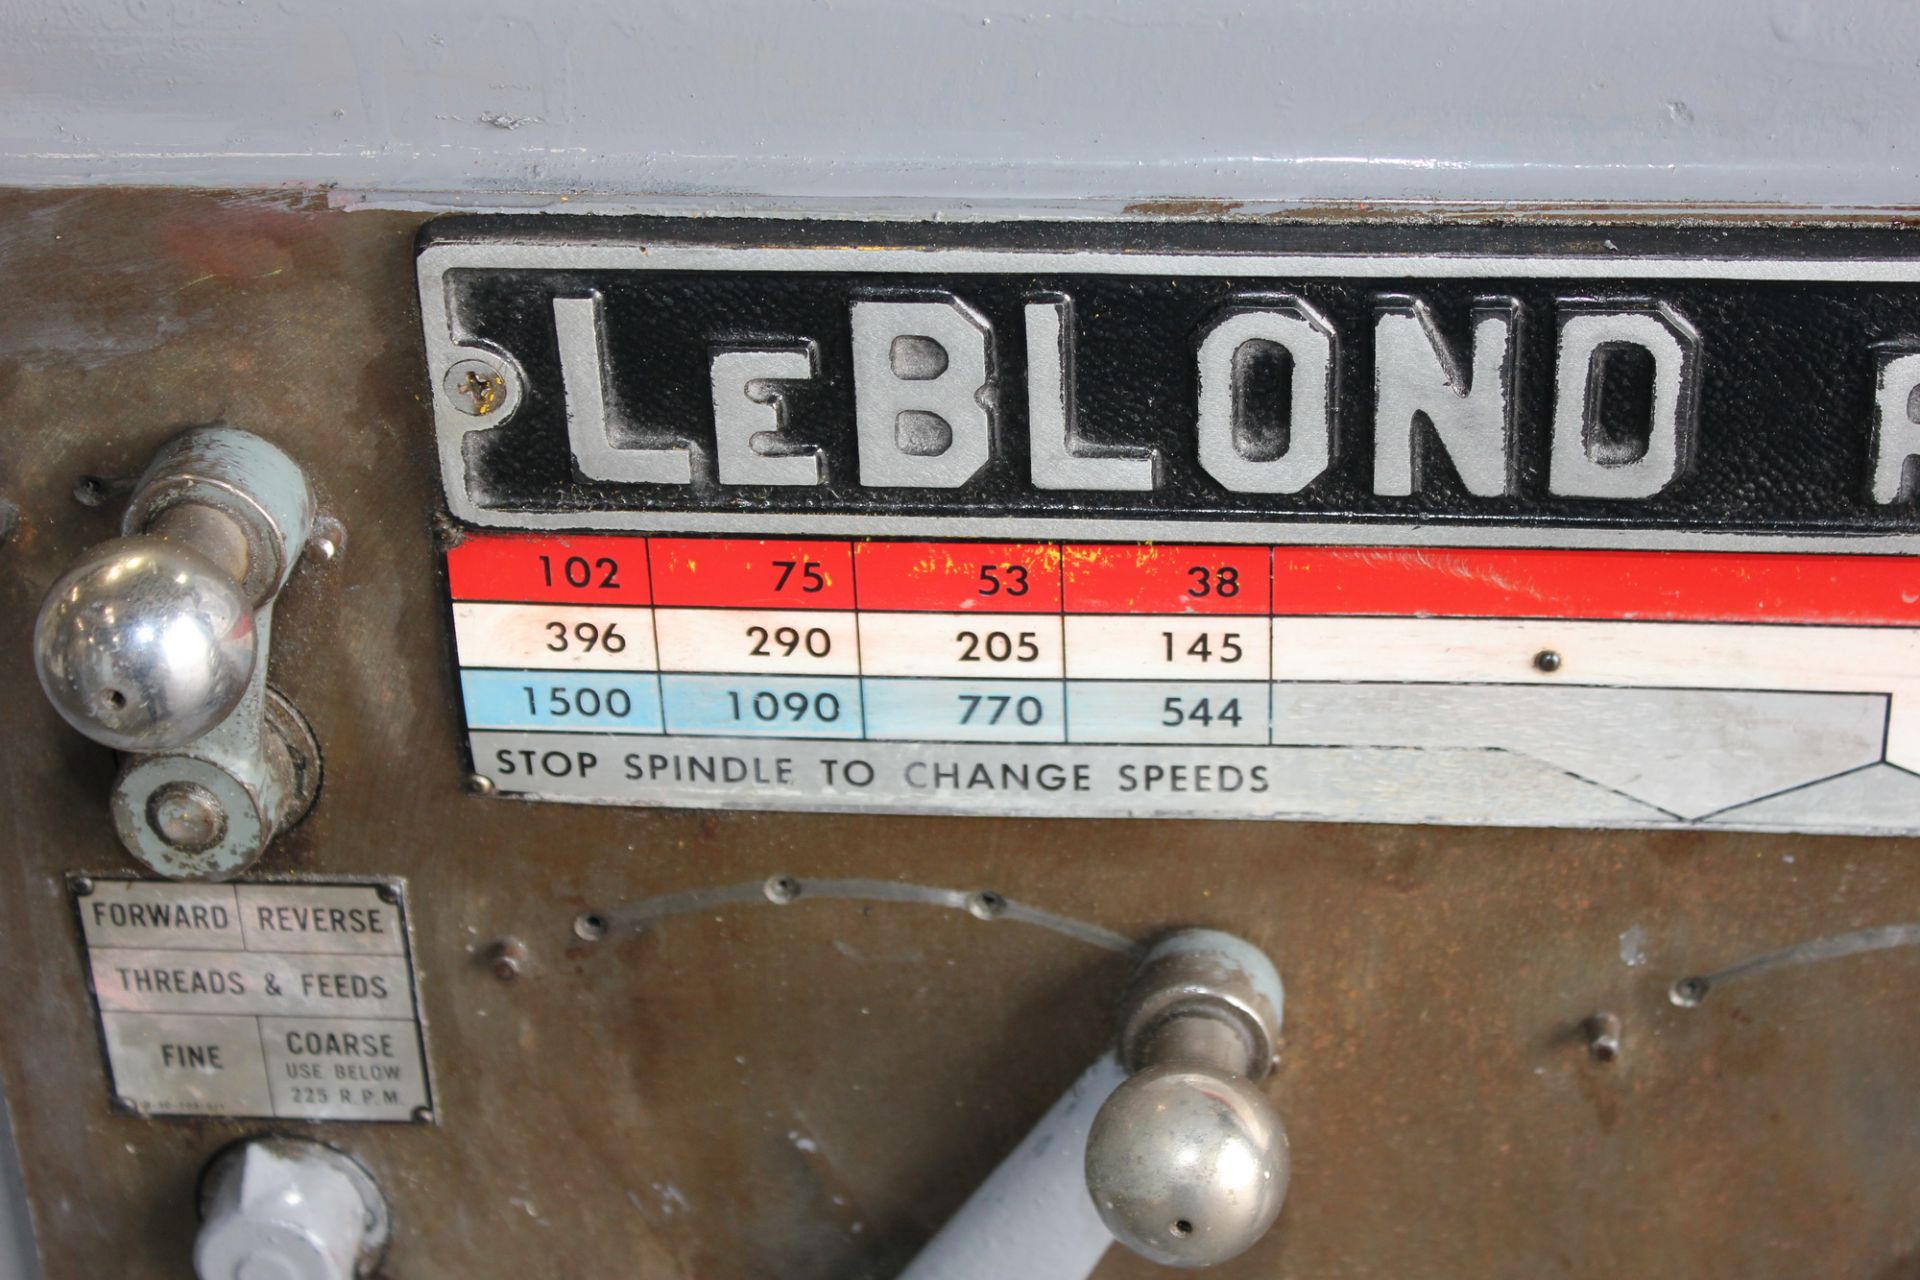 LEBLOND
102 75 53 38
396 290 205 145
1500 1090 770 544
STOP SPINDLE TO CHANGE SPEEDS
FORWARD REVERSE
THREADS & FEEDS
FINE COARSE
USE BELOW
225 R.P.M.